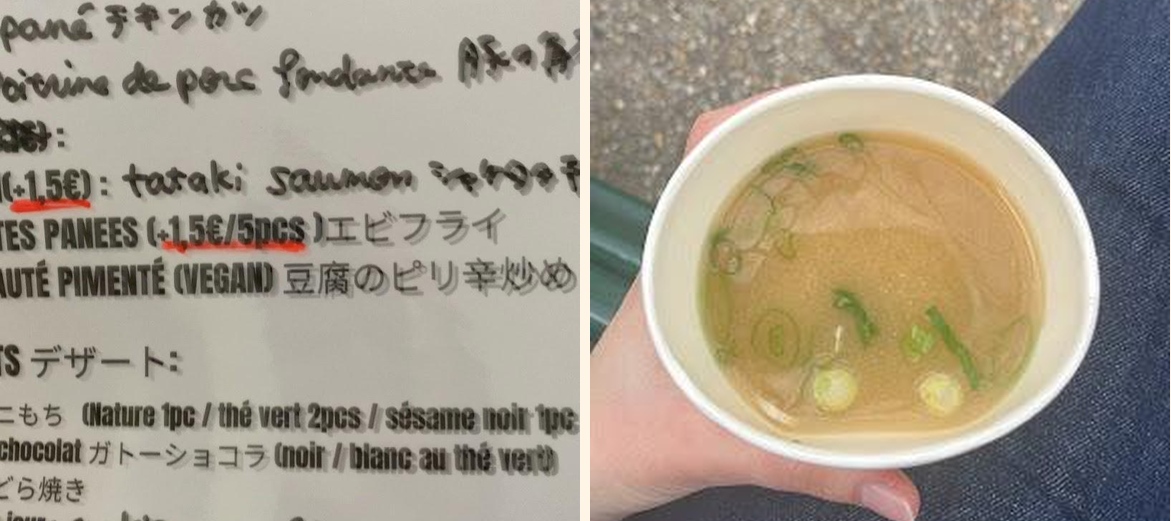 pané チキンカツ
Poitrine de porc fondante 豚の角
(+1,5€) : tataki saumon
TES PANEES (+1,5€/5pcs )エビフライ
AUTÉ PIMENTÉ (VEGAN) 豆腐のピリ辛炒め
TS デザート:
ニもち (Nature 1pc / thé vert 2pcs / sésame noir 1pc
chocolat ガトーショコラ (noir / blanc au thé vert)
どら焼き